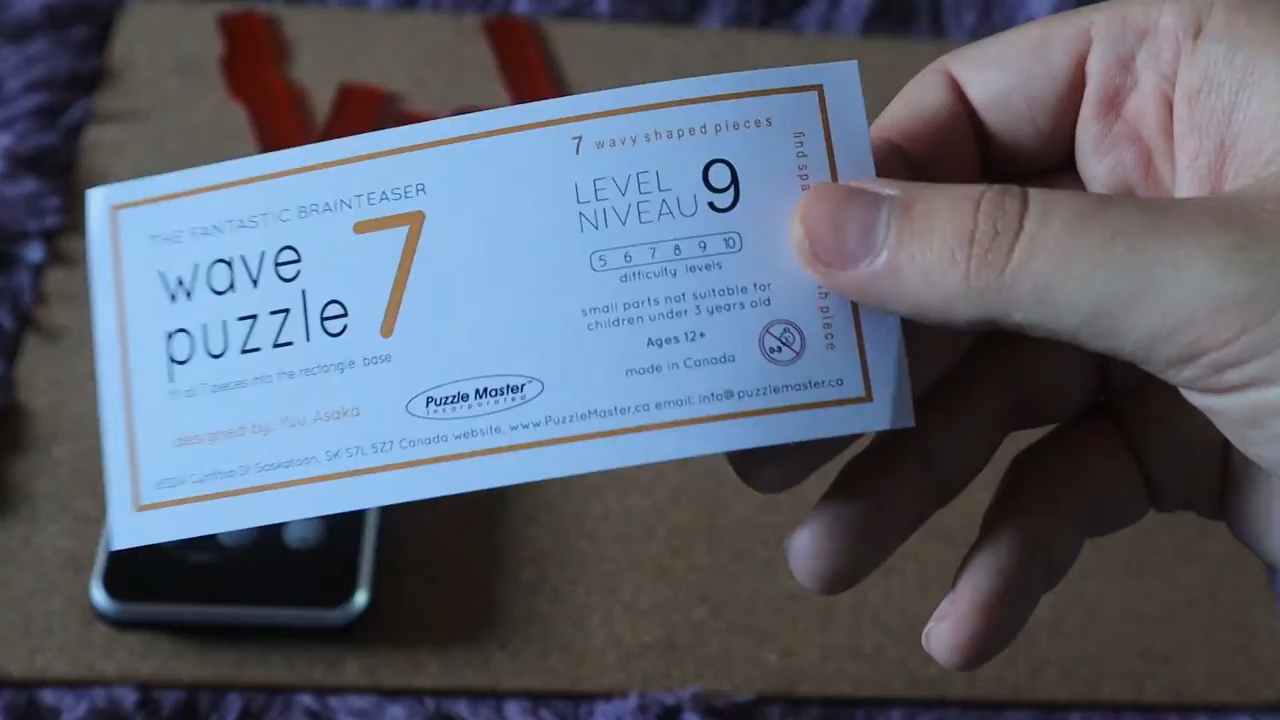 THE FANTASTIC BRAINTEASER
wave
puzzle 7
fit all 7 pieces into the rectangle base
designed by: Yuu Asaka
Puzzle Master™
incorporated
Cynthia St Saskatoon, SK S7L 5Z7 Canada website: www.PuzzleMaster.ca email: info@puzzlemaster.ca
7 wavy shaped pieces
LEVEL
NIVEAU 9
5 6 7 8 9 10
difficulty levels
small parts not suitable for
children under 3 years old
Ages 12+
made in Canada
find
piece